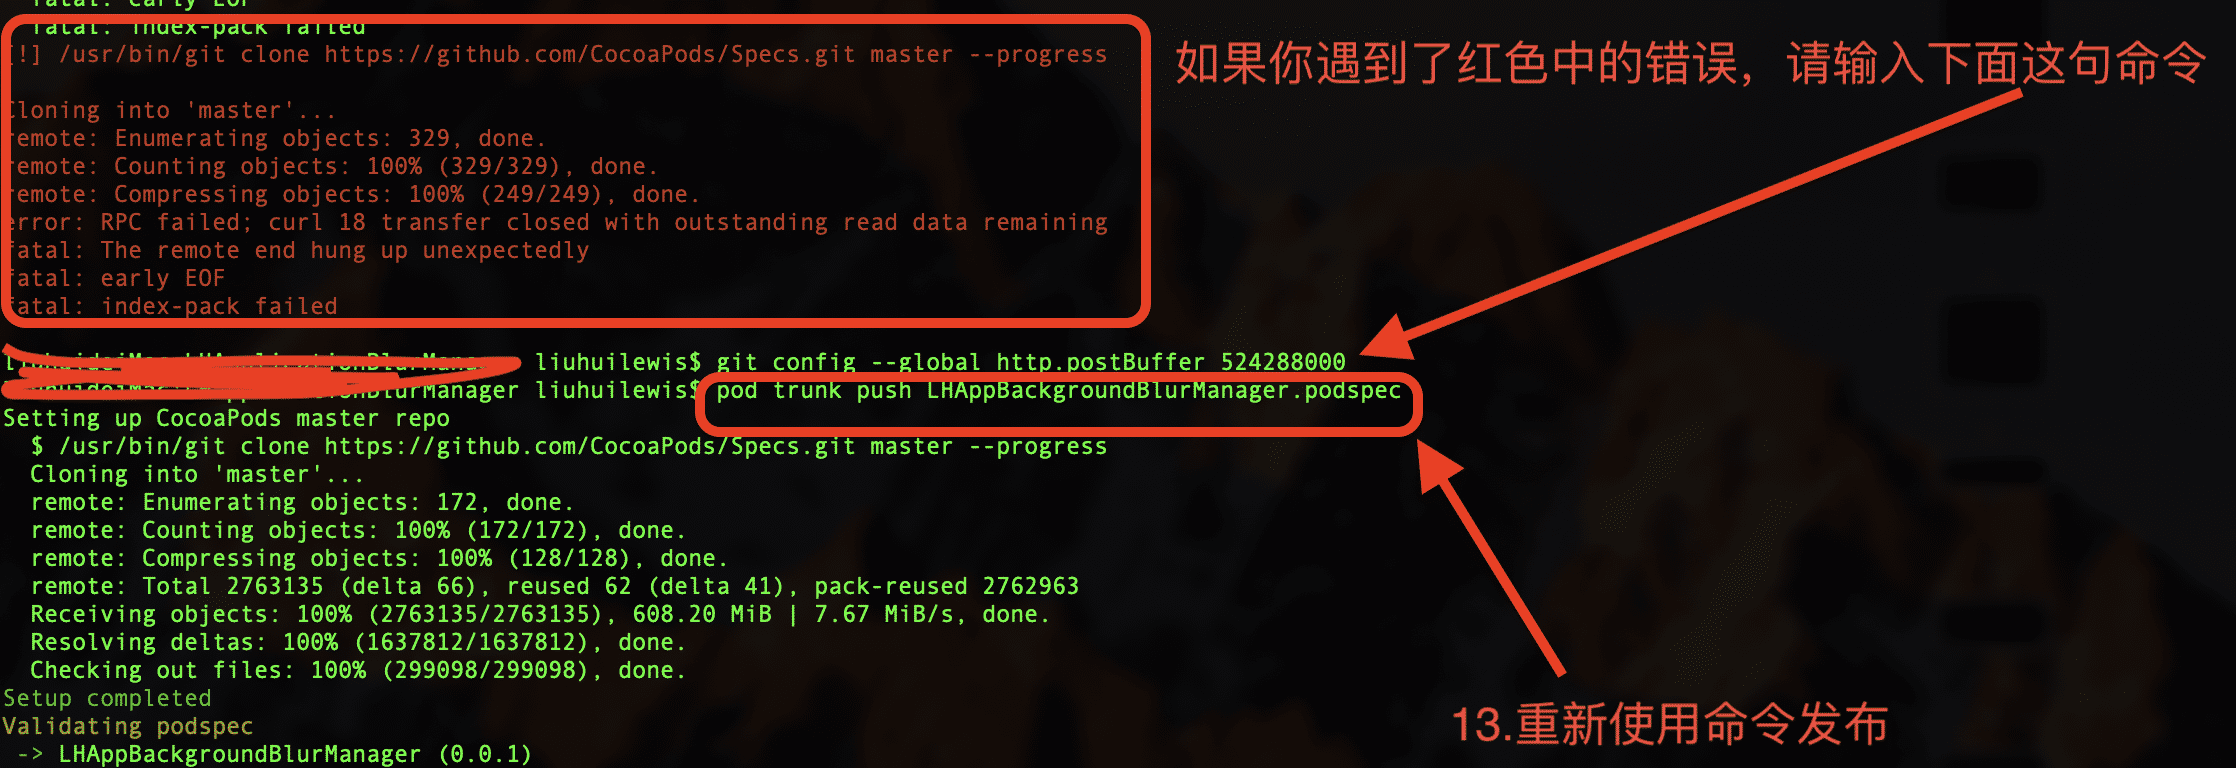 fatal: early EOF
fatal: index-pack failed
[!] /usr/bin/git clone https://github.com/CocoaPods/Specs.git master --progress
如果你遇到了红色中的错误，请输入下面这句命令
Cloning into 'master'...
remote: Enumerating objects: 329, done.
remote: Counting objects: 100% (329/329), done.
remote: Compressing objects: 100% (249/249), done.
error: RPC failed; curl 18 transfer closed with outstanding read data remaining
fatal: The remote end hung up unexpectedly
fatal: early EOF
fatal: index-pack failed
liuhuilewis$ git config --global http.postBuffer 524288000
BlurManager liuhuilewis$ pod trunk push LHAppBackgroundBlurManager.podspec
Setting up CocoaPods master repo
$ /usr/bin/git clone https://github.com/CocoaPods/Specs.git master --progress
Cloning into 'master'...
remote: Enumerating objects: 172, done.
remote: Counting objects: 100% (172/172), done.
remote: Compressing objects: 100% (128/128), done.
remote: Total 2763135 (delta 66), reused 62 (delta 41), pack-reused 2762963
Receiving objects: 100% (2763135/2763135), 608.20 MiB | 7.67 MiB/s, done.
Resolving deltas: 100% (1637812/1637812), done.
Checking out files: 100% (299098/299098), done.
Setup completed
Validating podspec
-> LHAppBackgroundBlurManager (0.0.1)
13.重新使用命令发布